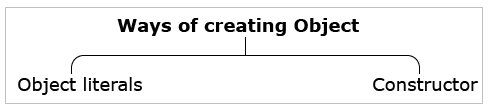 Ways of creating Object
Object literals
Constructor